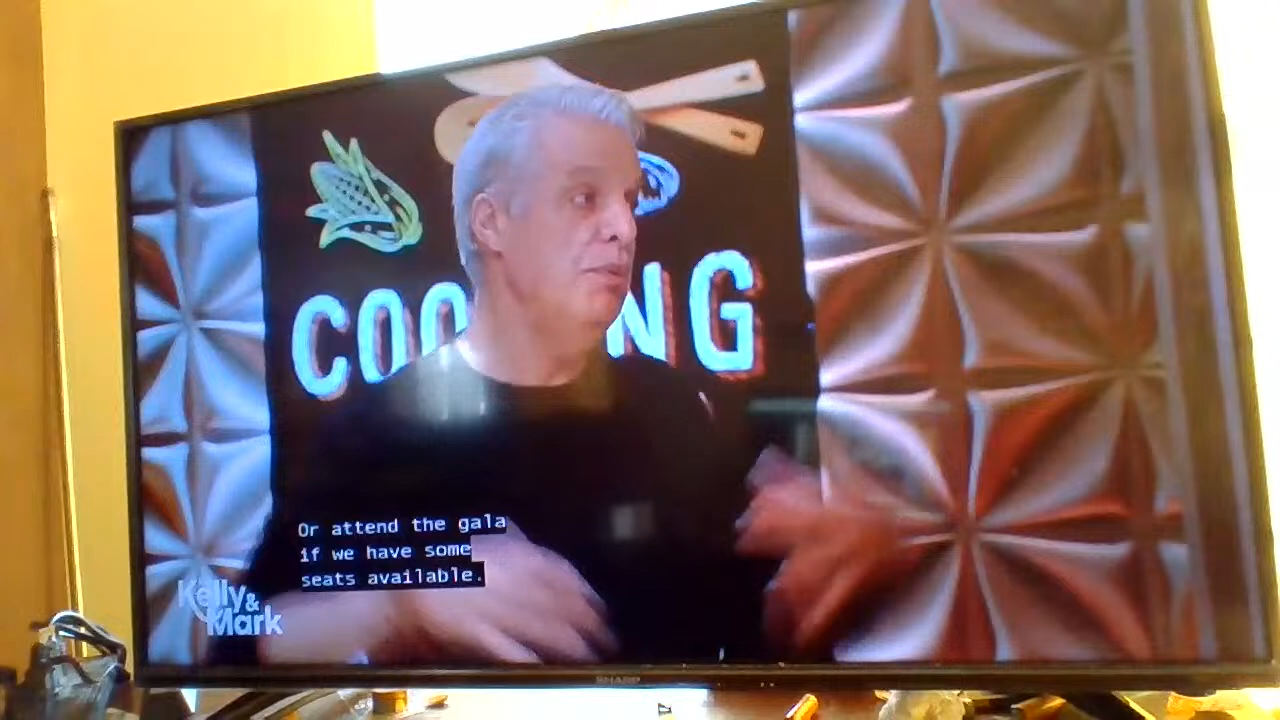 COO NG
Or attend the gala
if we have some
seats available.
Kelly&
Mark
SHARP